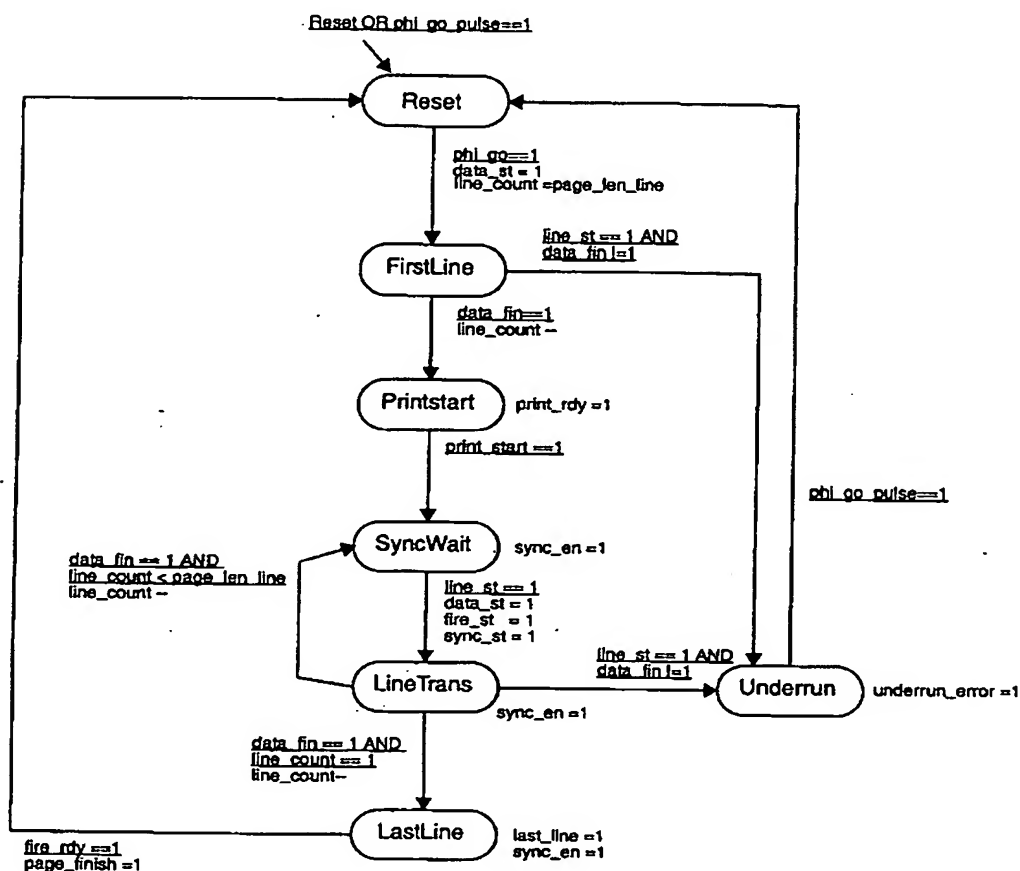 Reset OR phi_go_pulse==1
Reset
phi_go==1
data_st = 1
line_count =page_len_line
line_st == 1 AND
data_fin !=1
FirstLine
data_fin==1
line_count --
Printstart
print_rdy =1
print_start ==1
phi_go_pulse==1
SyncWait
sync_en =1
data_fin == 1 AND
line_count < page_len_line
line_count --
line_st == 1
data_st = 1
fire_st = 1
sync_st = 1
line_st == 1 AND
data_fin !=1
LineTrans
sync_en =1
Underrun
underrun_error =1
data_fin == 1 AND
line_count == 1
line_count--
LastLine
last_line =1
sync_en =1
fire_rdy ==1
page_finish =1